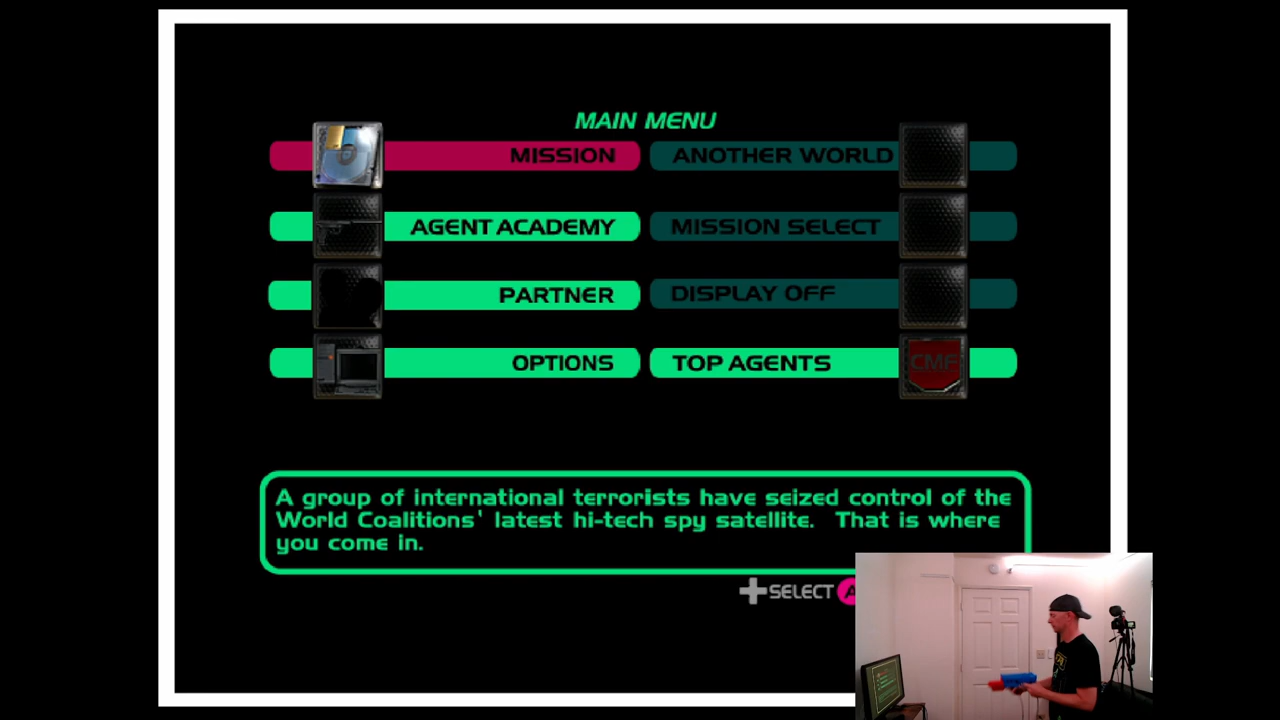 MAIN MENU
MISSION
ANOTHER WORLD
AGENT ACADEMY
MISSION SELECT
PARTNER
DISPLAY OFF
OPTIONS
TOP AGENTS
CMF
A group of international terrorists have seized control of the
World Coalitions' latest hi-tech spy satellite. That is where
you come in.
SELECT A